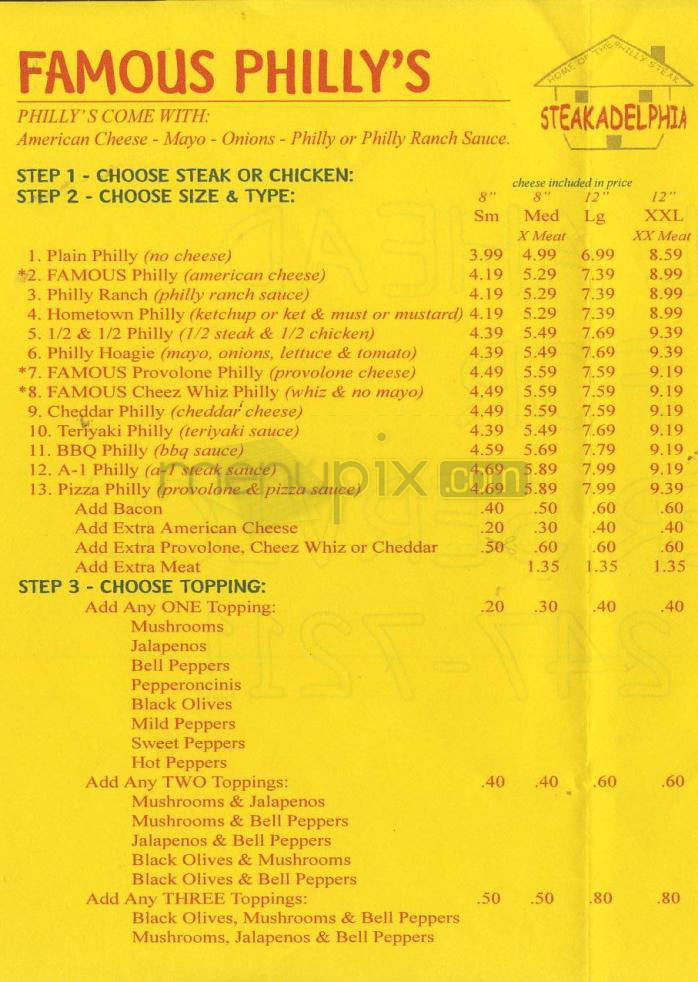 FAMOUS PHILLY'S
HOME OF THE PHILLY STEAK
STEAKADELPHIA
PHILLY'S COME WITH:
American Cheese - Mayo - Onions - Philly or Philly Ranch Sauce.
STEP 1 - CHOOSE STEAK OR CHICKEN:
STEP 2 - CHOOSE SIZE & TYPE:
cheese included in price
8" 8" 12" 12"
Sm Med Lg XXL
X Meat XX Meat
1. Plain Philly (no cheese) 3.99 4.99 6.99 8.59
*2. FAMOUS Philly (american cheese) 4.19 5.29 7.39 8.99
3. Philly Ranch (philly ranch sauce) 4.19 5.29 7.39 8.99
4. Hometown Philly (ketchup or ket & must or mustard) 4.19 5.29 7.39 8.99
5. 1/2 & 1/2 Philly (1/2 steak & 1/2 chicken) 4.39 5.49 7.69 9.39
6. Philly Hoagie (mayo, onions, lettuce & tomato) 4.39 5.49 7.69 9.39
*7. FAMOUS Provolone Philly (provolone cheese) 4.49 5.59 7.59 9.19
*8. FAMOUS Cheez Whiz Philly (whiz & no mayo) 4.49 5.59 7.59 9.19
9. Cheddar Philly (cheddar cheese) 4.49 5.59 7.59 9.19
10. Teriyaki Philly (teriyaki sauce) 4.39 5.49 7.69 9.19
11. BBQ Philly (bbq sauce) 4.59 5.69 7.79 9.19
12. A-1 Philly (a-1 steak sauce) 4.69 5.89 7.99 9.19
13. Pizza Philly (provolone & pizza sauce) 4.69 5.89 7.99 9.39
menupix.com
Add Bacon .40 .50 .60 .60
Add Extra American Cheese .20 .30 .40 .40
Add Extra Provolone, Cheez Whiz or Cheddar .50 .60 .60 .60
Add Extra Meat 1.35 1.35 1.35
STEP 3 - CHOOSE TOPPING:
Add Any ONE Topping: .20 .30 .40 .40
Mushrooms
Jalapenos
Bell Peppers
Pepperoncinis
Black Olives
Mild Peppers
Sweet Peppers
Hot Peppers
Add Any TWO Toppings: .40 .40 .60 .60
Mushrooms & Jalapenos
Mushrooms & Bell Peppers
Jalapenos & Bell Peppers
Black Olives & Mushrooms
Black Olives & Bell Peppers
Add Any THREE Toppings: .50 .50 .80 .80
Black Olives, Mushrooms & Bell Peppers
Mushrooms, Jalapenos & Bell Peppers